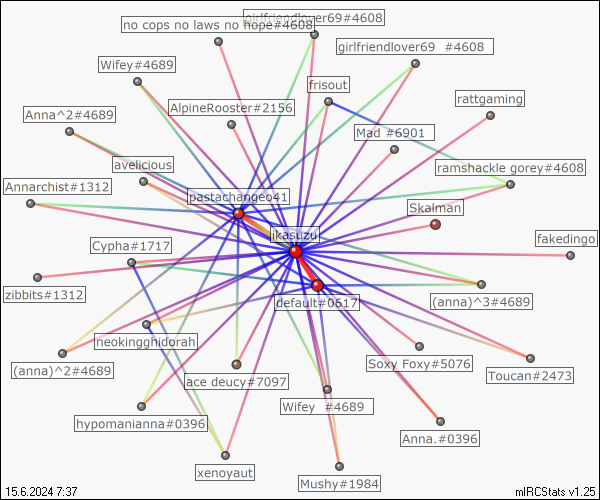 girlfriendlover69#4608
no cops no laws no hope#4608
girlfriendlover69  #4608
Wifey#4689
frisout
rattgaming
AlpineRooster#2156
Anna^2#4689
Mad #6901
avelicious
ramshackle gorey#4608
Annarchist#1312
pastachangeo41
Skalman
likasuzu
fakedingo
Cypha#1717
zibbits#1312
default#0617
(anna)^3#4689
neokingghidorah
(anna)^2#4689
Soxy Foxy#5076
Toucan#2473
ace deucy#7097
Wifey  #4689
hypomanianna#0396
Anna.#0396
xenoyaut
Mushy#1984
15.6.2024 7:37
mIRCStats v1.25